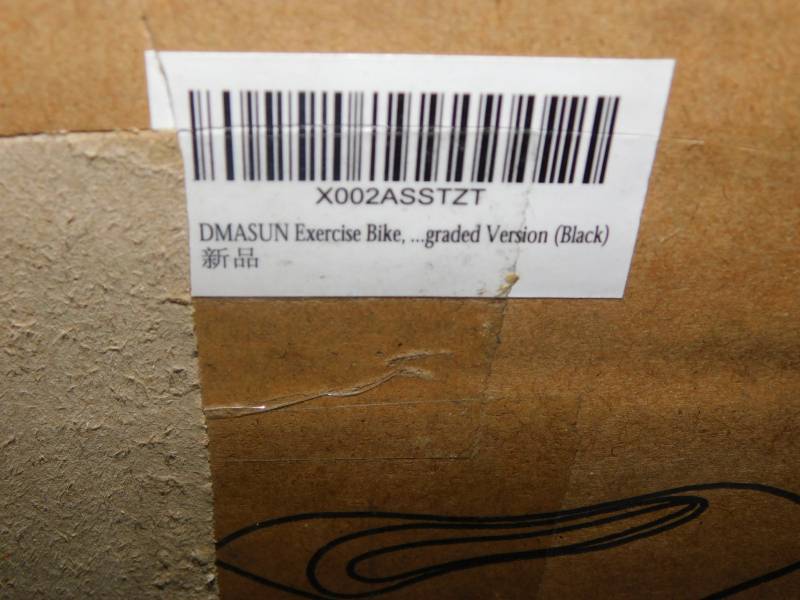 X002ASSTZT
DMASUN Exercise Bike, ...graded Version (Black)
新品